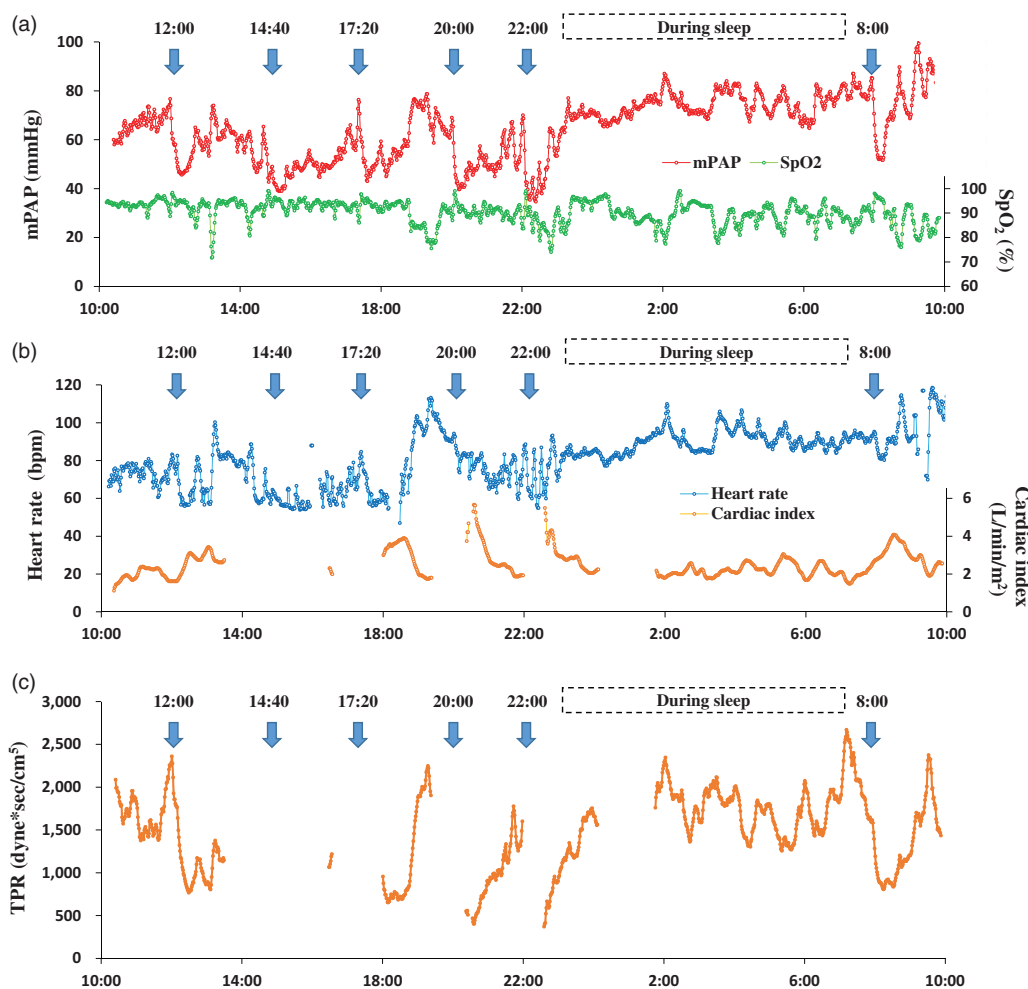 (a)
12:00 14:40 17:20 20:00 22:00 During sleep 8:00
mPAP (mmHg)
100
80
60
40
20
0
mPAP SpO2
SpO₂ (%)
100
90
80
70
60
10:00 14:00 18:00 22:00 2:00 6:00 10:00
(b)
12:00 14:40 17:20 20:00 22:00 During sleep 8:00
Heart rate (bpm)
120
100
80
60
40
20
0
Heart rate
Cardiac index
Cardiac index
(L/min/m²)
6
4
2
0
10:00 14:00 18:00 22:00 2:00 6:00 10:00
(c)
12:00 14:40 17:20 20:00 22:00 During sleep 8:00
TPR (dyne*sec/cm⁵)
3,000
2,500
2,000
1,500
1,000
500
0
10:00 14:00 18:00 22:00 2:00 6:00 10:00